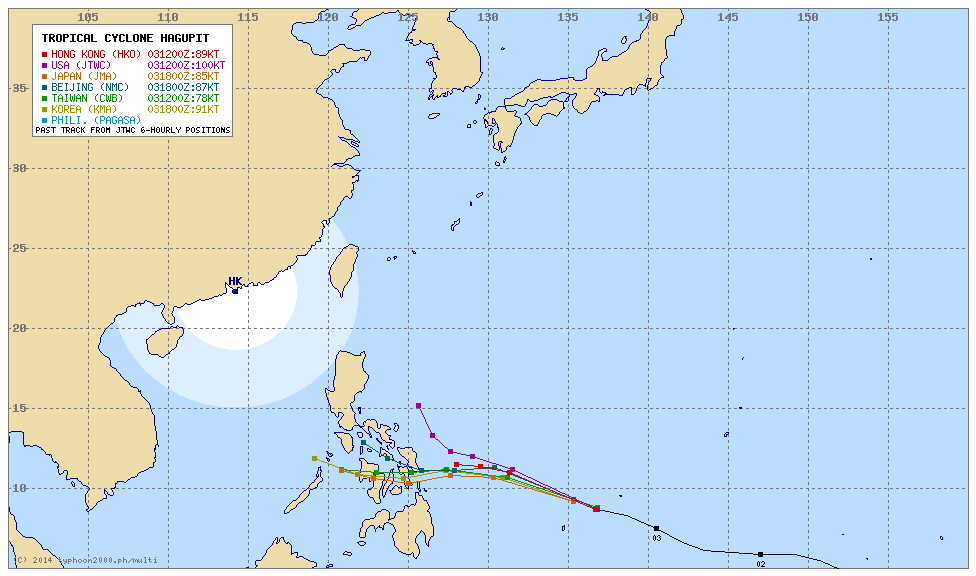 105 110 115 120 125 130 135 140 145 150 155
TROPICAL CYCLONE HAGUPIT
HONG KONG (HKO) 031200Z:89KT
USA (JTWC) 031200Z:100KT
JAPAN (JMA) 031800Z:85KT
BEIJING (NMC) 031800Z:87KT
TAIWAN (CWB) 031200Z:78KT
KOREA (KMA) 031800Z:91KT
PHILI. (PAGASA)
PAST TRACK FROM JTWC 6-HOURLY POSITIONS
35
30
25
HK
20
15
10
03
02
(C) 2014 typhoon2000.ph/multi